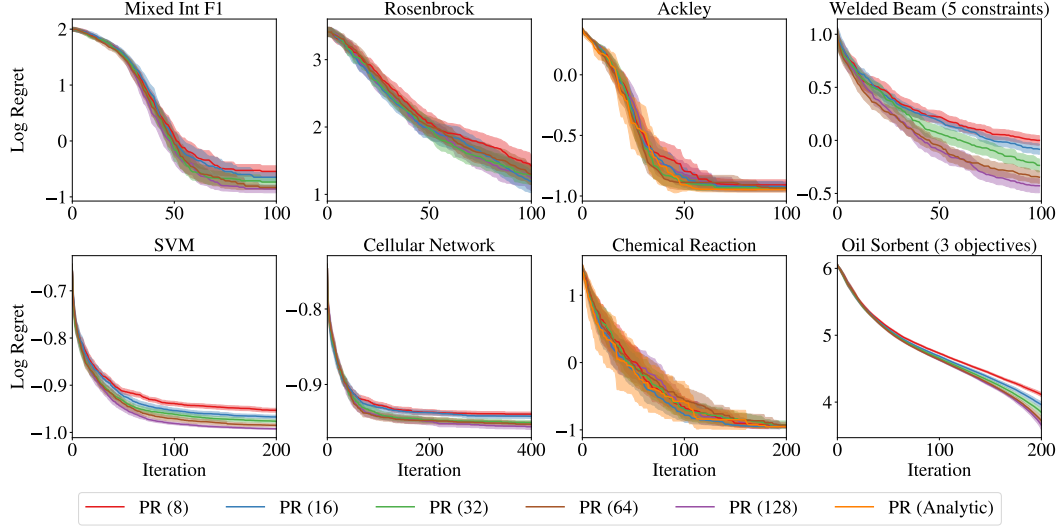 Mixed Int F1
Rosenbrock
Ackley
Welded Beam (5 constraints)
Log Regret
2
1
0
−1
0
50
100
3
2
1
0
50
100
0.0
−0.5
−1.0
0
50
100
1.0
0.5
0.0
−0.5
0
50
100
SVM
Cellular Network
Chemical Reaction
Oil Sorbent (3 objectives)
Log Regret
−0.7
−0.8
−0.9
−1.0
0
100
200
Iteration
−0.8
−0.9
0
200
400
Iteration
1
0
−1
0
100
200
Iteration
6
5
4
0
100
200
Iteration
PR (8)
PR (16)
PR (32)
PR (64)
PR (128)
PR (Analytic)